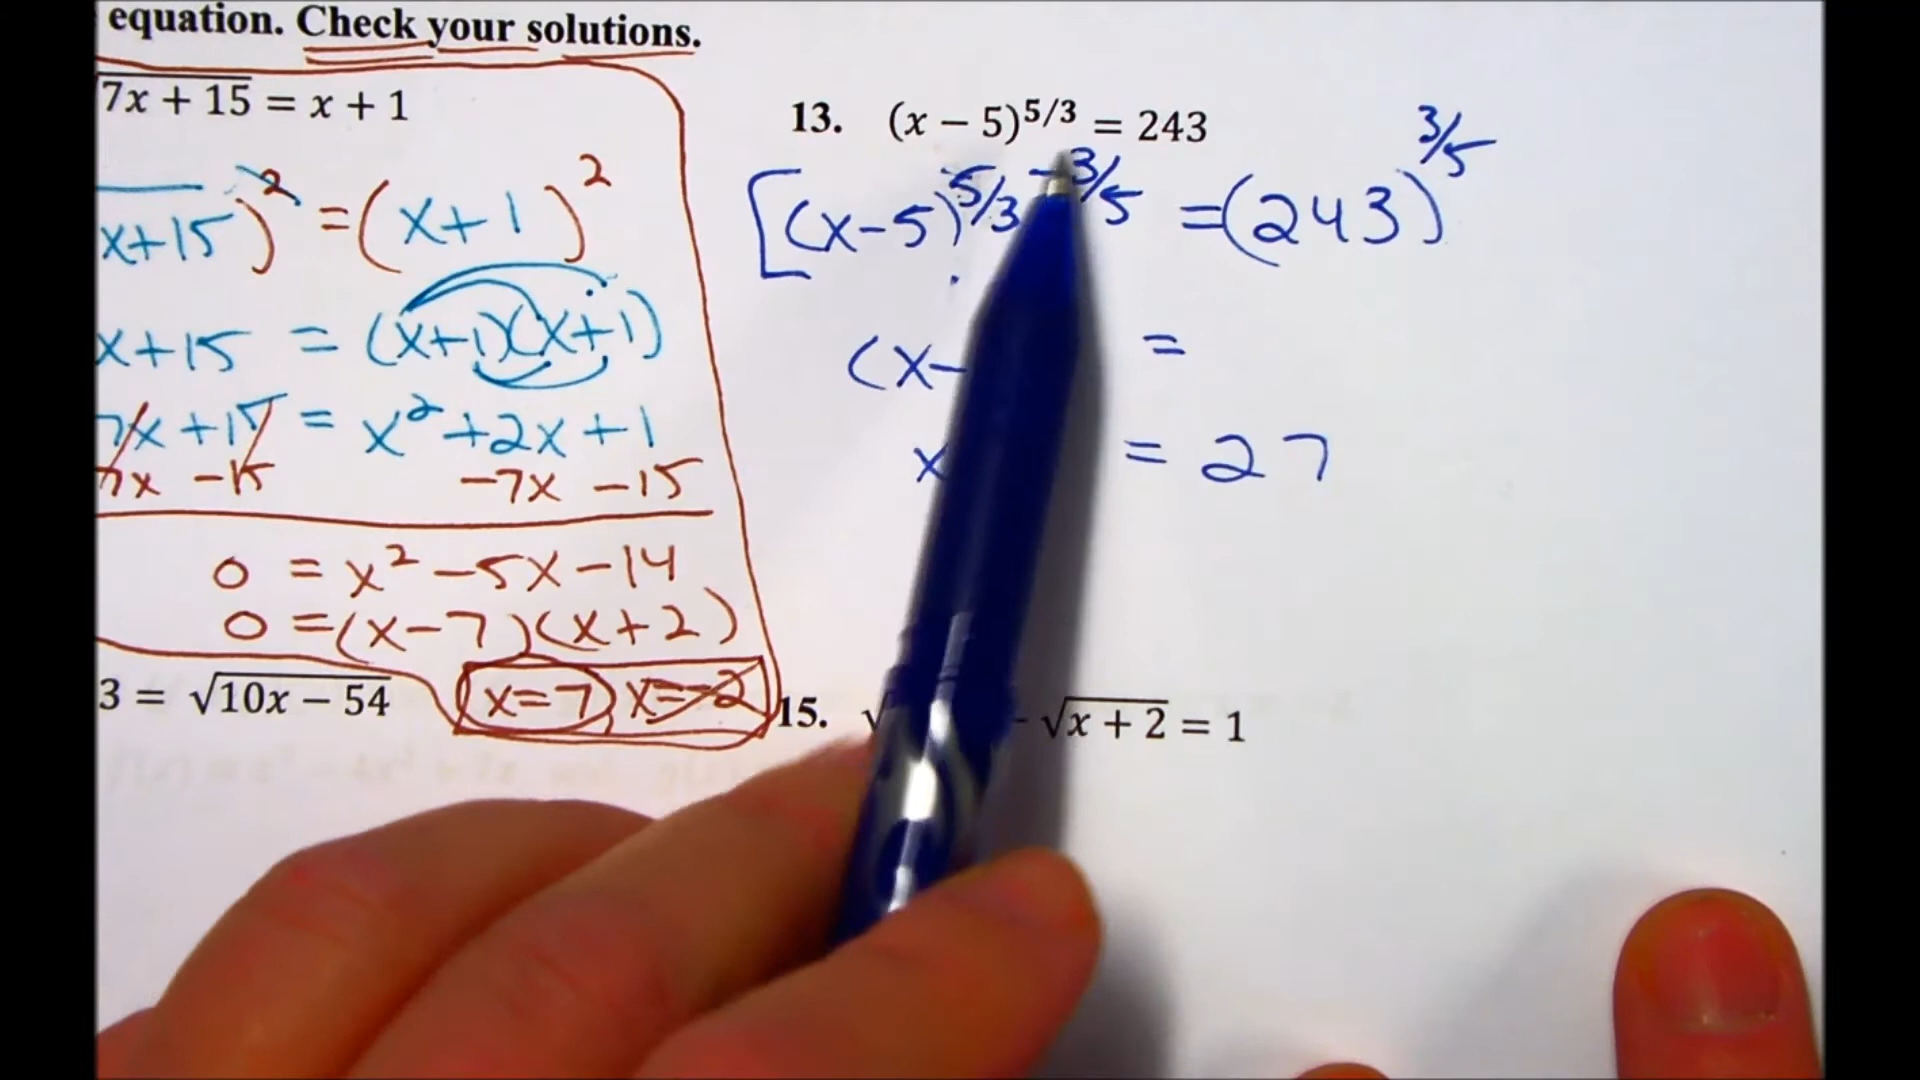 equation. Check your solutions.
√7x + 15 = x + 1
x+15)² = (x+1)²
x+15 = (x+1)(x+1)
7x +15 = x² +2x +1
7x -15 -7x -15
0 = x² -5x -14
0 = (x-7)(x+2)
x=7 x=-2
3 = √10x − 54
13. (x − 5)^5/3 = 243
[(x-5)^5/3 3/5 = (243)^3/5
(x- =
x = 27
15. √ - √x + 2 = 1